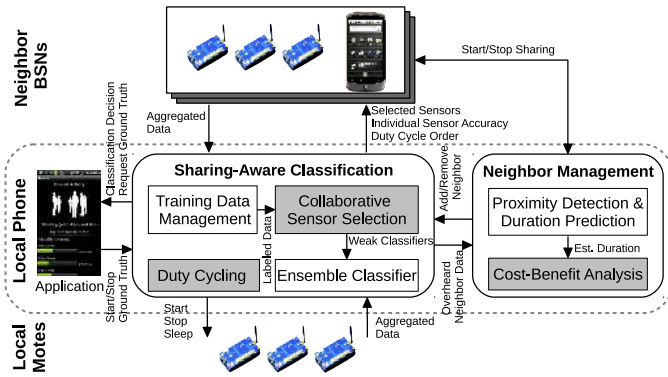 Neighbor
BSNs
Start/Stop Sharing
Aggregated
Data
Selected Sensors
Individual Sensor Accuracy
Duty Cycle Order
Classification Decision
Request Ground Truth
Local Phone
Sharing-Aware Classification
Add/Remove
Neighbor
Neighbor Management
Training Data
Management
Collaborative
Sensor Selection
Proximity Detection &
Duration Prediction
Labeled Data
Weak Classifiers
Est. Duration
Duty Cycling
Ensemble Classifier
Cost-Benefit Analysis
Application
Start/Stop
Ground Truth
Overheard
Neighbor Data
Local
Motes
Start
Stop
Sleep
Aggregated
Data